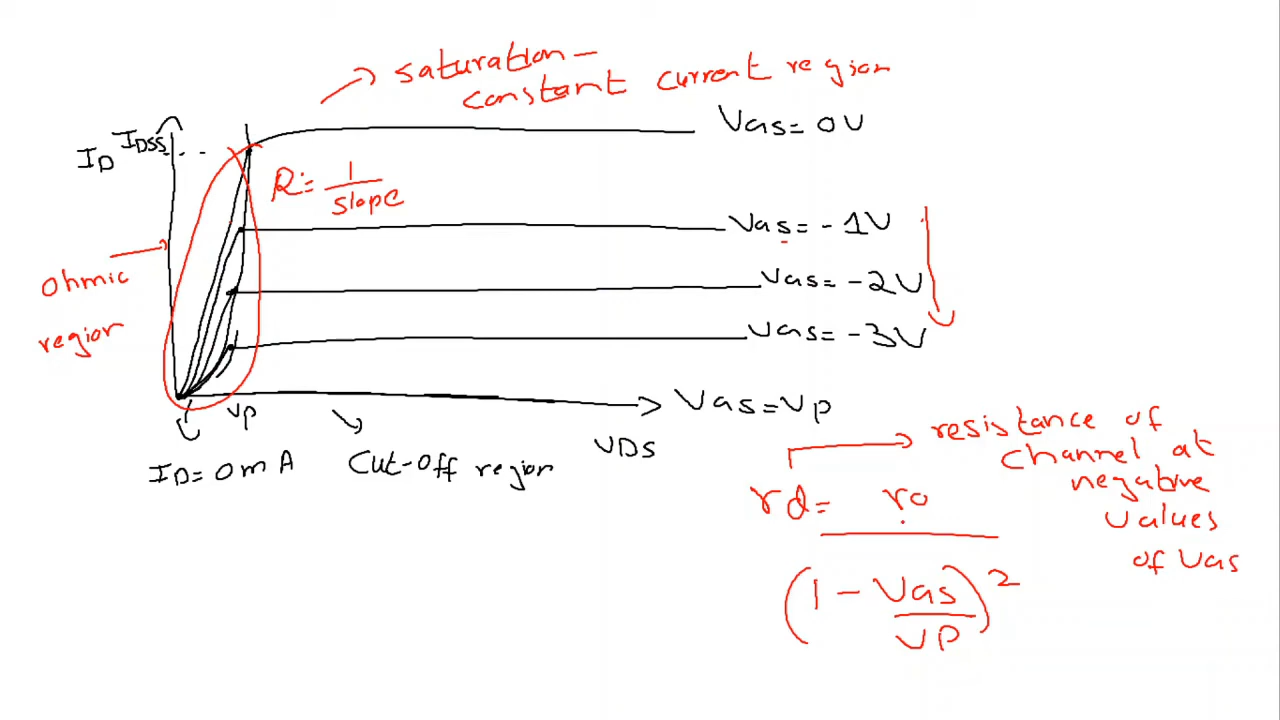 saturation -
constant current region
IDSS
ID
VGS = 0V
R = 1/slope
VGS = -1V
ohmic
region
VGS = -2V
VGS = -3V
VGS = VP
VP
VDS
ID = 0mA
cut-off region
resistance of
channel at
negative
values
of VGS
rd = ro
(1 - VGS/VP)²